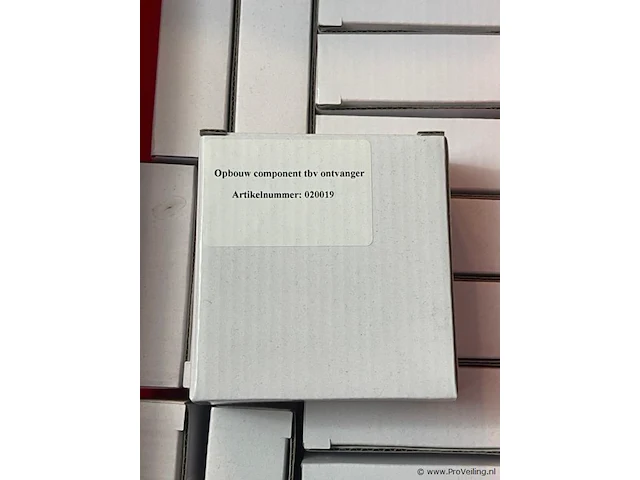 Opbouw component tbv ontvanger
Artikelnummer: 020019
© www.ProVeiling.nl